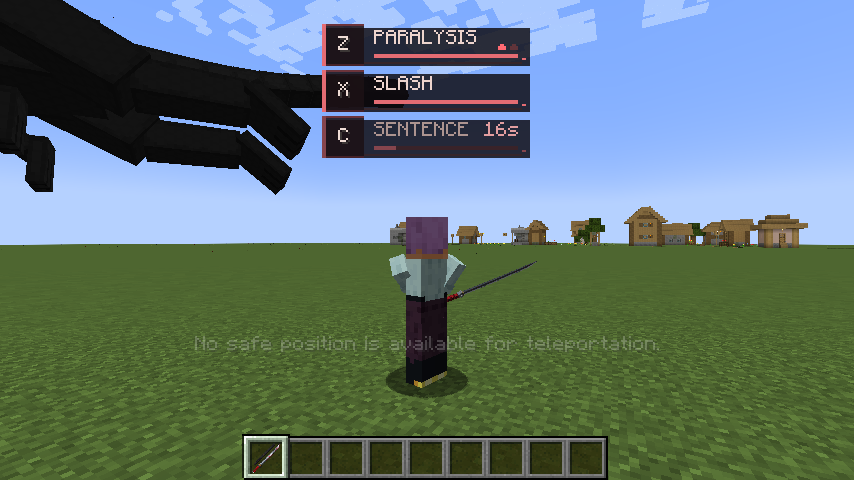 Z PARALYSIS
X SLASH
C SENTENCE 16s
No safe position is available for teleportation.